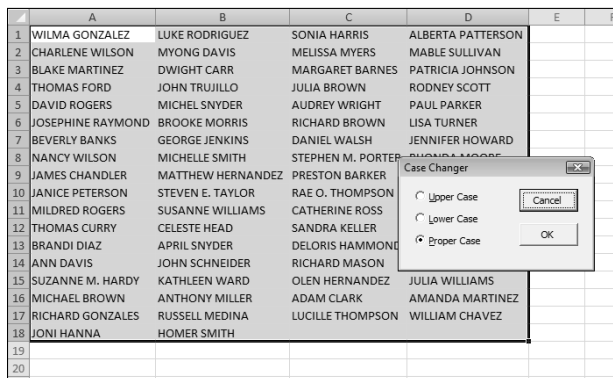 A B C D E
1 WILMA GONZALEZ LUKE RODRIGUEZ SONIA HARRIS ALBERTA PATTERSON
2 CHARLENE WILSON MYONG DAVIS MELISSA MYERS MABLE SULLIVAN
3 BLAKE MARTINEZ DWIGHT CARR MARGARET BARNES PATRICIA JOHNSON
4 THOMAS FORD JOHN TRUJILLO JULIA BROWN RODNEY SCOTT
5 DAVID ROGERS MICHEL SNYDER AUDREY WRIGHT PAUL PARKER
6 JOSEPHINE RAYMOND BROOKE MORRIS RICHARD BROWN LISA TURNER
7 BEVERLY BANKS GEORGE JENKINS DANIEL WALSH JENNIFER HOWARD
8 NANCY WILSON MICHELLE SMITH STEPHEN M. PORTER RHONDA MOORE
9 JAMES CHANDLER MATTHEW HERNANDEZ PRESTON BARKER
10 JANICE PETERSON STEVEN E. TAYLOR RAE O. THOMPSON
11 MILDRED ROGERS SUSANNE WILLIAMS CATHERINE ROSS
12 THOMAS CURRY CELESTE HEAD SANDRA KELLER
13 BRANDI DIAZ APRIL SNYDER DELORIS HAMMOND
14 ANN DAVIS JOHN SCHNEIDER RICHARD MASON
15 SUZANNE M. HARDY KATHLEEN WARD OLEN HERNANDEZ JULIA WILLIAMS
16 MICHAEL BROWN ANTHONY MILLER ADAM CLARK AMANDA MARTINEZ
17 RICHARD GONZALES RUSSELL MEDINA LUCILLE THOMPSON WILLIAM CHAVEZ
18 JONI HANNA HOMER SMITH
19
20
Case Changer
Upper Case Cancel
Lower Case
Proper Case OK